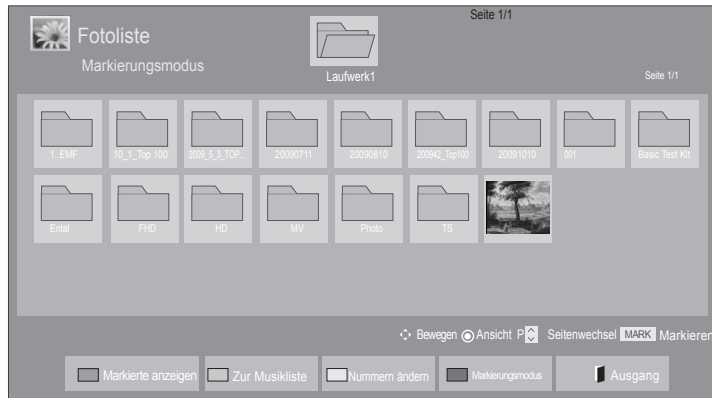 Seite 1/1
Fotoliste
Markierungsmodus
Laufwerk1
Seite 1/1
1. EMF
10_1_Top 100
2009_5_3_TOP...
20090711
20090810
200942_Top100
20091010
001
Basic Test Kit
Ental
FHD
HD
MV
Photo
TS
Bewegen Ansicht P Seitenwechsel MARK Markieren
Markierte anzeigen Zur Musikliste Nummern ändern Markierungsmodus Ausgang